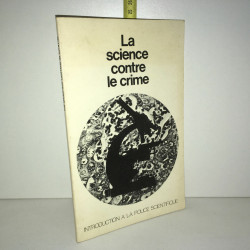 La
science
contre
le crime
INTRODUCTION A LA POLICE SCIENTIFIQUE